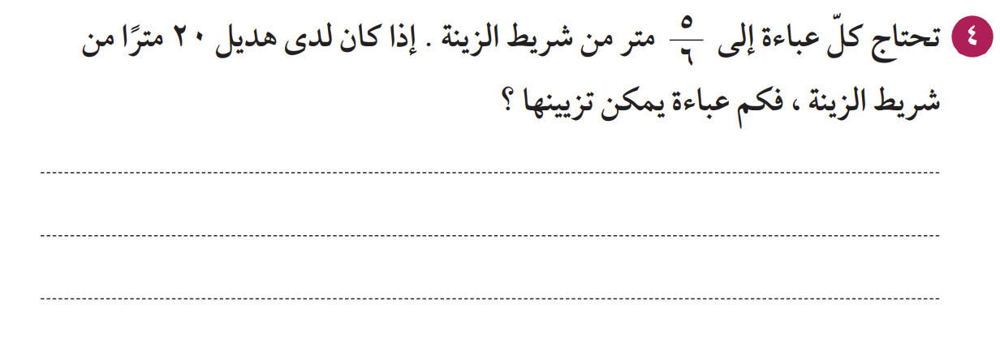 ٤ تحتاج كلّ عباءة إلى ٥/٦ متر من شريط الزينة . إذا كان لدى هديل ٢٠ مترًا من
شريط الزينة ، فكم عباءة يمكن تزيينها ؟